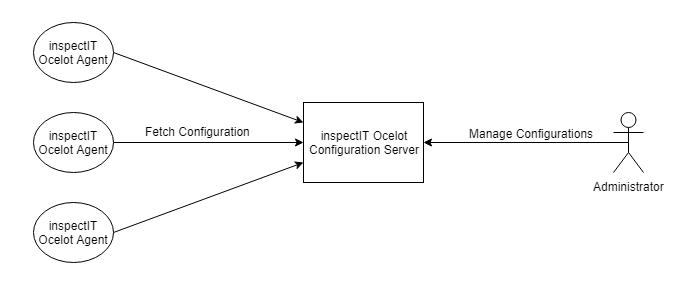 inspectIT
Ocelot Agent
inspectIT
Ocelot Agent
Fetch Configuration
inspectIT Ocelot
Configuration Server
Manage Configurations
Administrator
inspectIT
Ocelot Agent